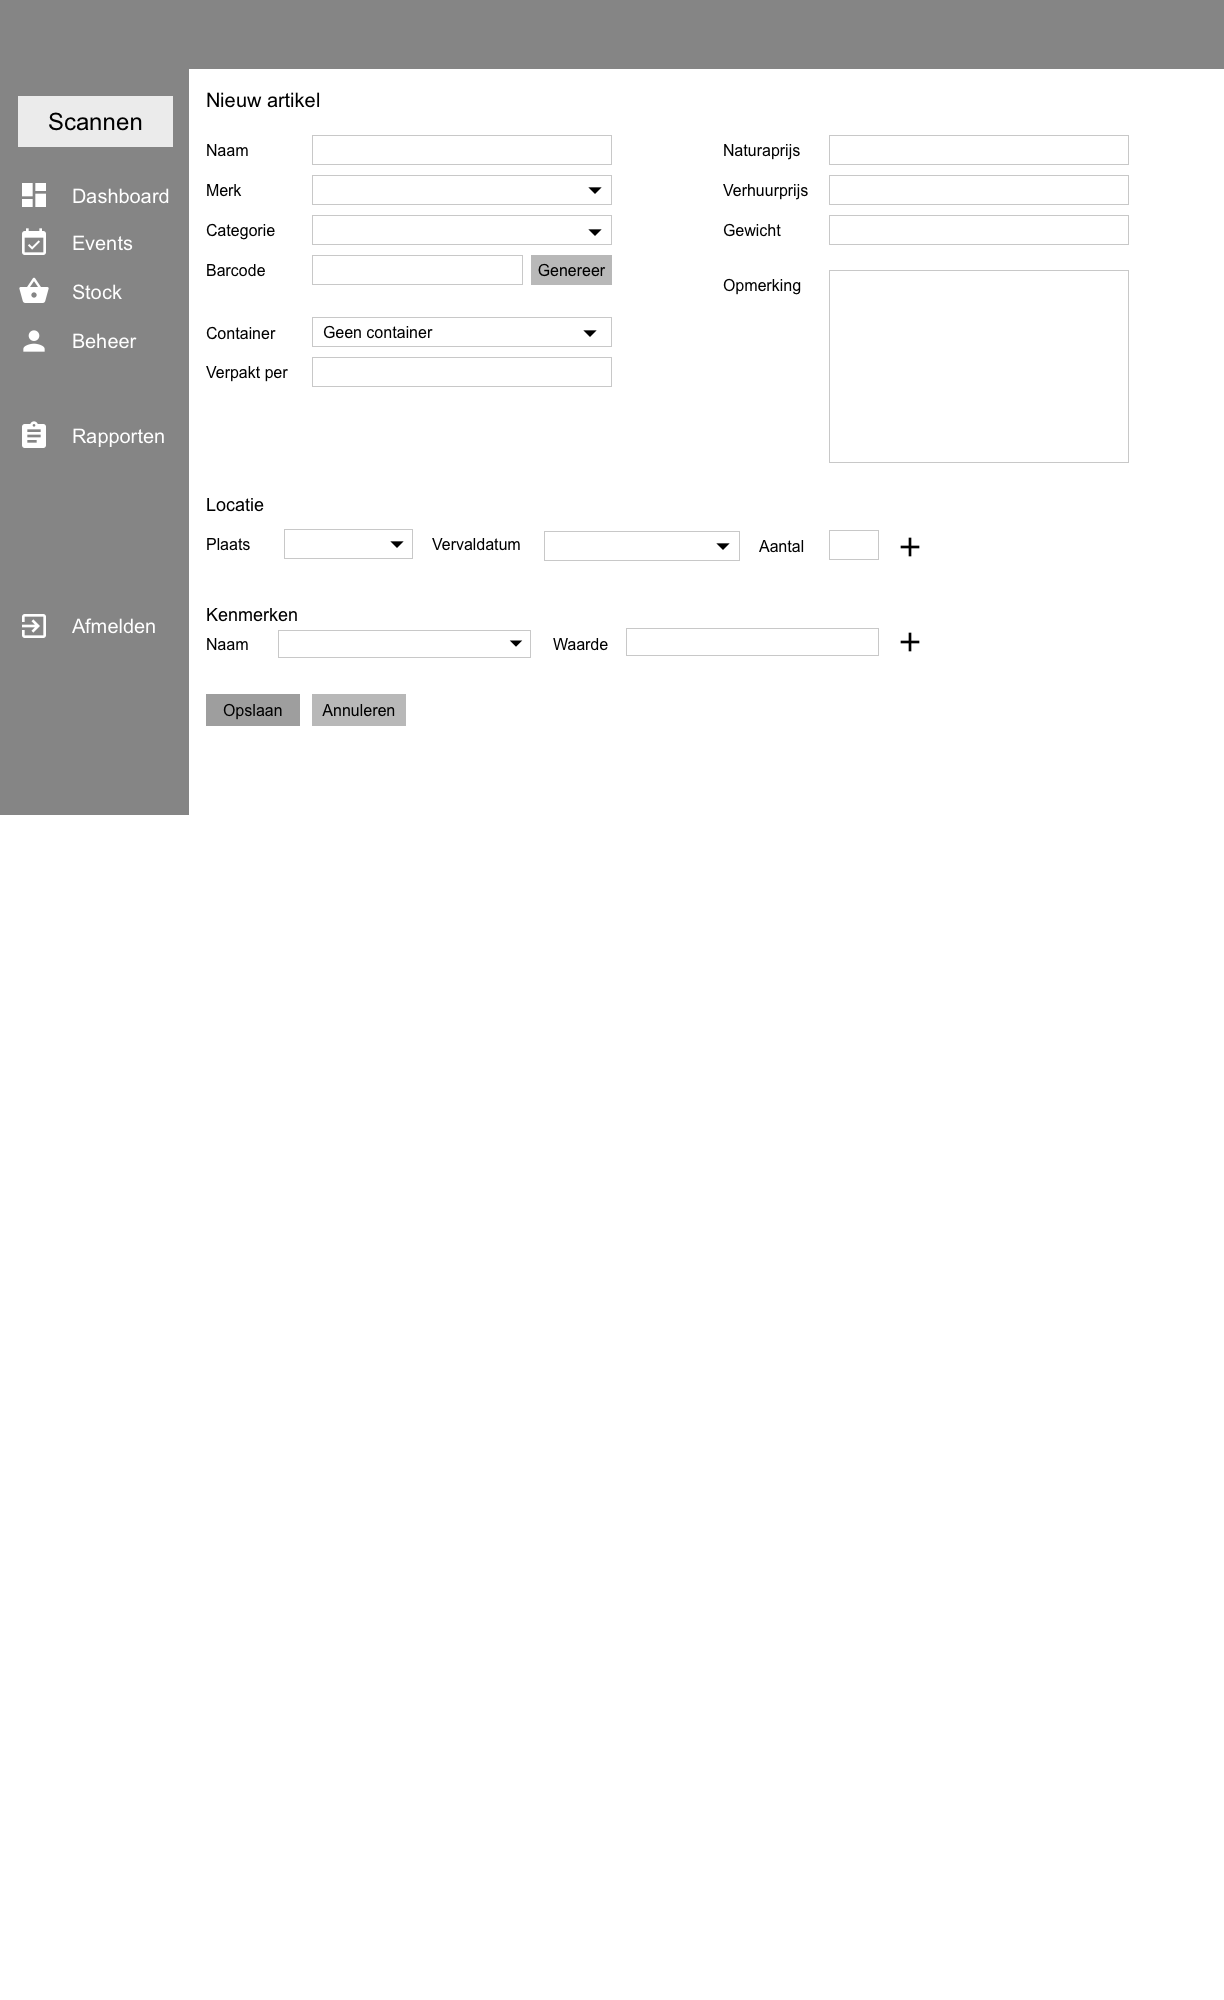 Scannen
Dashboard
Events
Stock
Beheer
Rapporten
Afmelden
Nieuw artikel
Naam
Merk
Categorie
Barcode
Genereer
Container
Geen container
Verpakt per
Naturaprijs
Verhuurprijs
Gewicht
Opmerking
Locatie
Plaats
Vervaldatum
Aantal
Kenmerken
Naam
Waarde
Opslaan
Annuleren